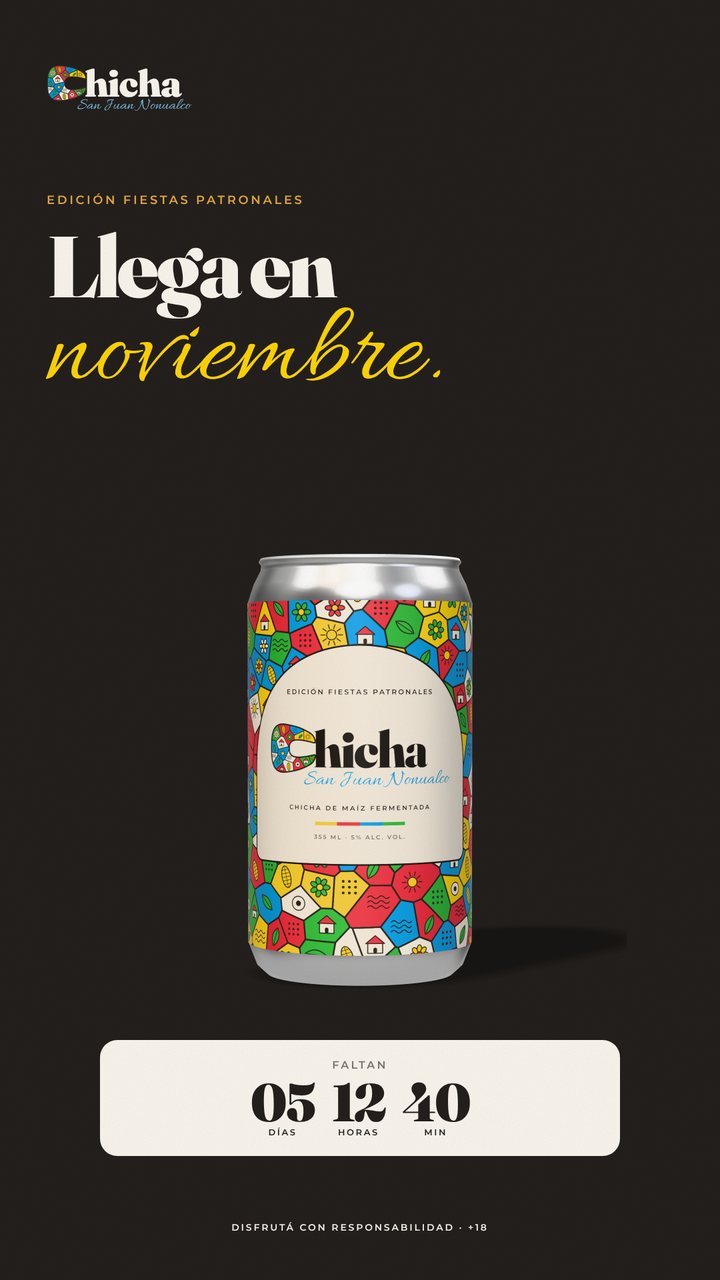 Chicha
San Juan Nonualco
EDICIÓN FIESTAS PATRONALES
Llega en
noviembre.
EDICIÓN FIESTAS PATRONALES
Chicha
San Juan Nonualco
CHICHA DE MAÍZ FERMENTADA
355 ML · 5% ALC. VOL.
FALTAN
05 12 40
DÍAS HORAS MIN
DISFRUTÁ CON RESPONSABILIDAD · +18